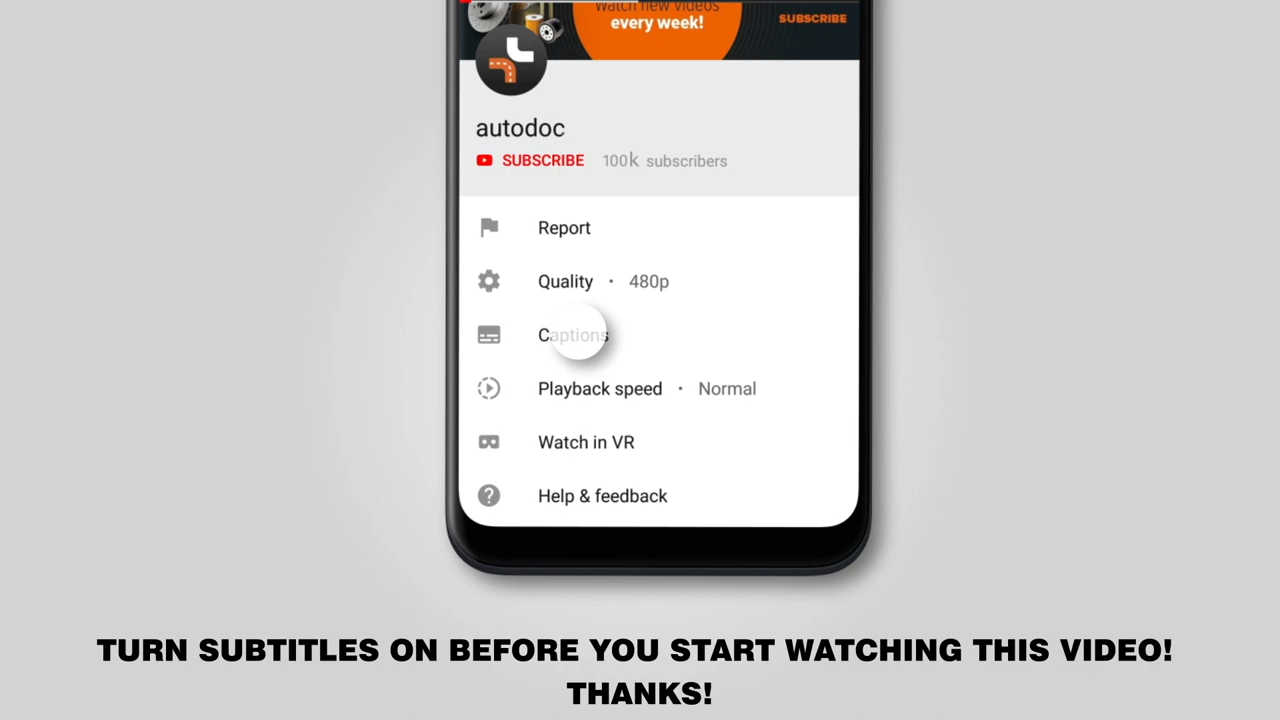 Watch new videos
every week!
SUBSCRIBE
autodoc
SUBSCRIBE 100k subscribers
Report
Quality · 480p
Captions
Playback speed · Normal
Watch in VR
Help & feedback
TURN SUBTITLES ON BEFORE YOU START WATCHING THIS VIDEO!
THANKS!